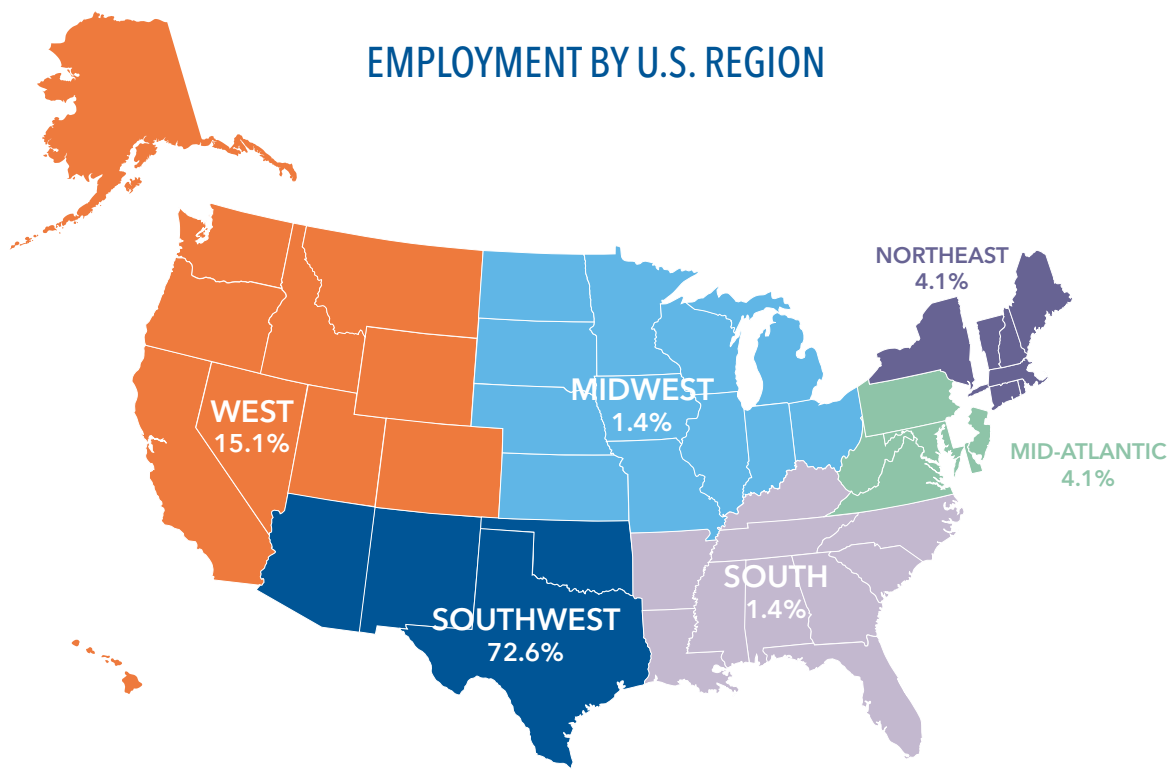 EMPLOYMENT BY U.S. REGION
NORTHEAST
4.1%
MIDWEST
1.4%
WEST
15.1%
MID-ATLANTIC
4.1%
SOUTH
1.4%
SOUTHWEST
72.6%